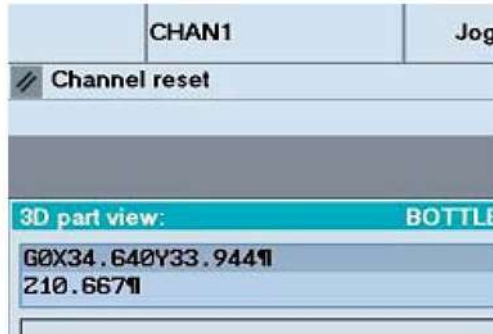 CHAN1 Jog
Channel reset
3D part view: BOTTLE
G0X34.640Y33.944¶
Z10.667¶